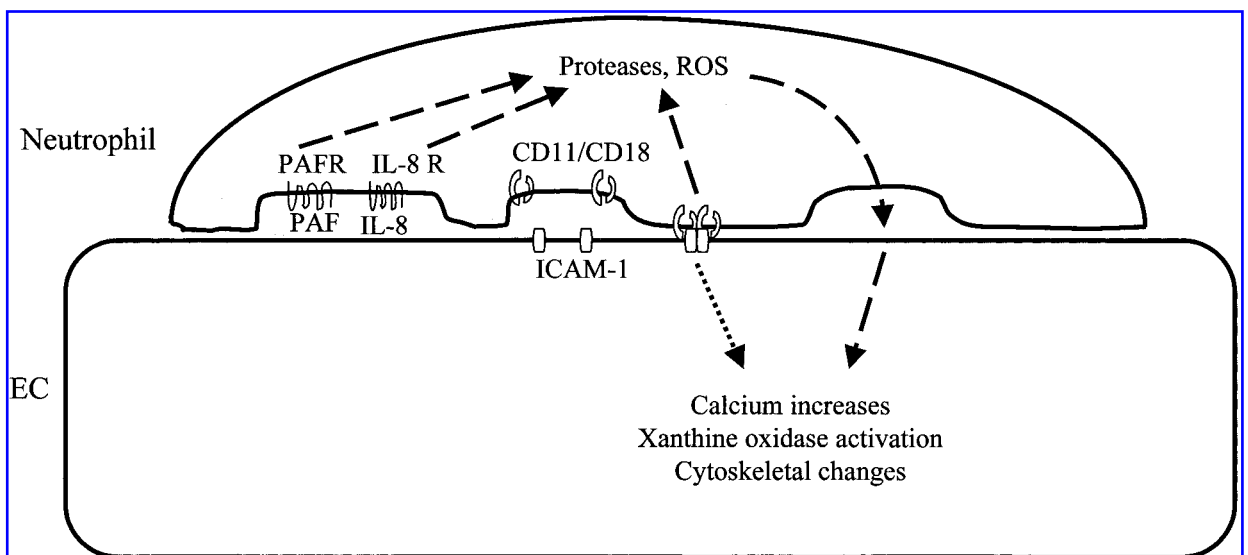 Proteases, ROS
Neutrophil
PAFR IL-8 R CD11/CD18
PAF IL-8
ICAM-1
EC
Calcium increases
Xanthine oxidase activation
Cytoskeletal changes